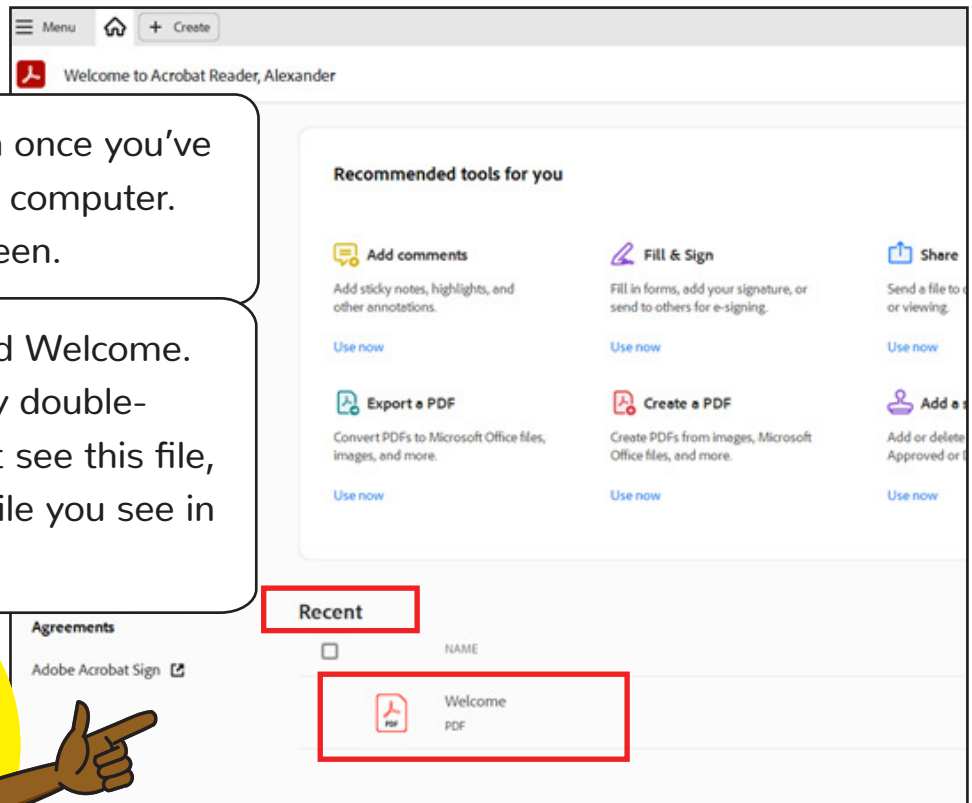 Menu
+ Create
Welcome to Acrobat Reader, Alexander
once you've
computer.
Welcome.
double-
see this file,
you see in
Recommended tools for you
Add comments
Fill & Sign
Share
Add sticky notes, highlights, and
Fill in forms, add your signature, or
Send a file to
other annotations.
send to others for e-signing.
or viewing.
Use now
Use now
Use now
Export a PDF
Create a PDF
Add a
Convert PDFs to Microsoft Office files,
Create PDFs from images, Microsoft
Add or delete
images, and more.
Office files, and more.
Approved or
Use now
Use now
Use now
Recent
Agreements
NAME
Adobe Acrobat Sign
Welcome
PDF
PDF